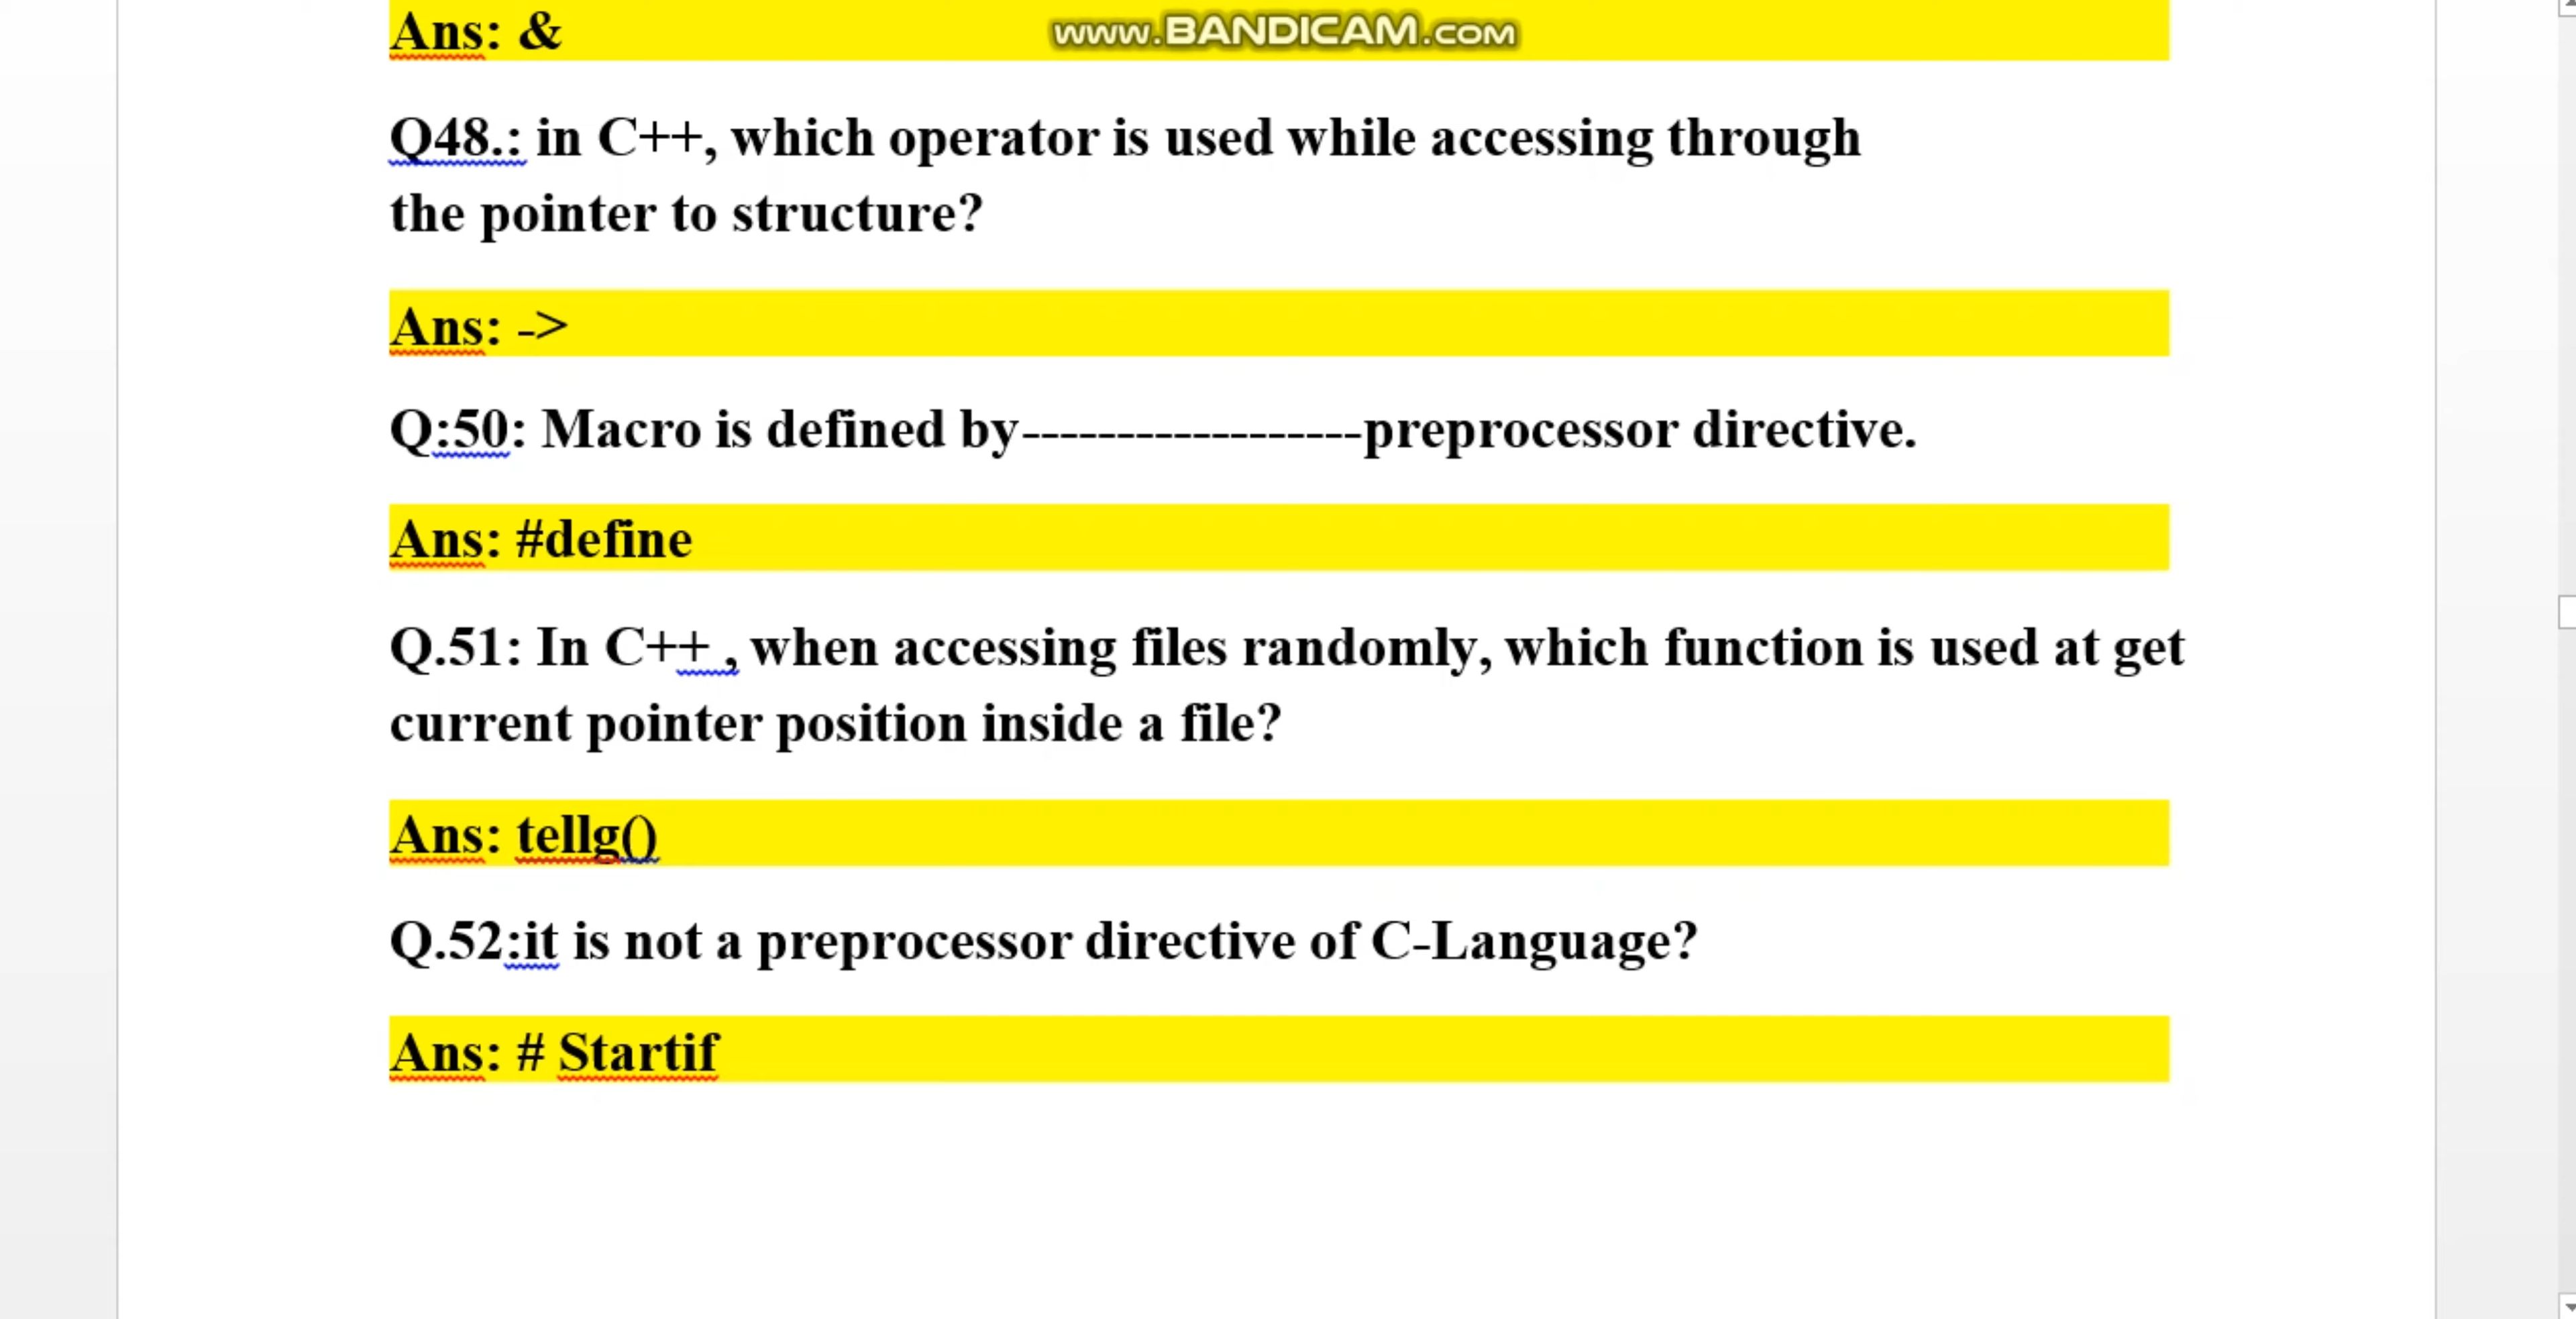 Ans: &
www.BANDICAM.COM
Q48.: in C++, which operator is used while accessing through
the pointer to structure?
Ans: ->
Q:50: Macro is defined by------------------preprocessor directive.
Ans: #define
Q.51: In C++ , when accessing files randomly, which function is used at get
current pointer position inside a file?
Ans: tellg()
Q.52:it is not a preprocessor directive of C-Language?
Ans: # Startif